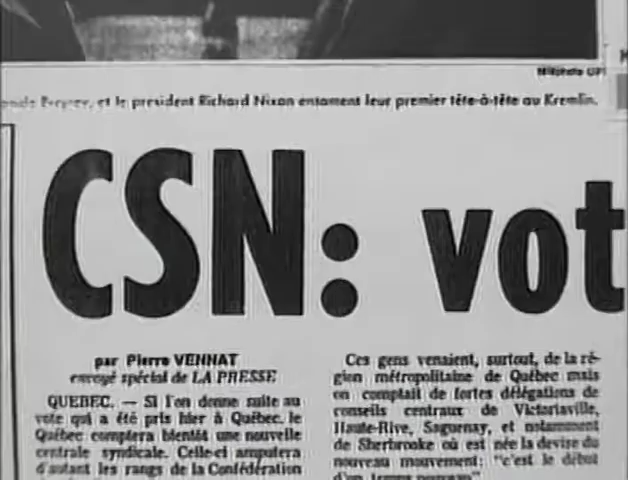 Téléphoto UPI
et le président Richard Nixon entament leur premier tête-à-tête au Kremlin.
CSN: vot
par Pierre VENNAT
envoyé spécial de LA PRESSE
QUEBEC. — Si l'on donne suite au
vote qui a été pris hier à Québec, le
Québec comptera bientôt une nouvelle
centrale syndicale. Celle-ci amputera
d'autant les rangs de la Confédération
Ces gens venaient, surtout, de la ré-
gion métropolitaine de Québec mais
on comptait de fortes délégations de
conseils centraux de Victoriaville,
Haute-Rive, Saguenay, et notamment
de Sherbrooke où est née la devise du
nouveau mouvement: "c'est le début
d'un temps nouveau"